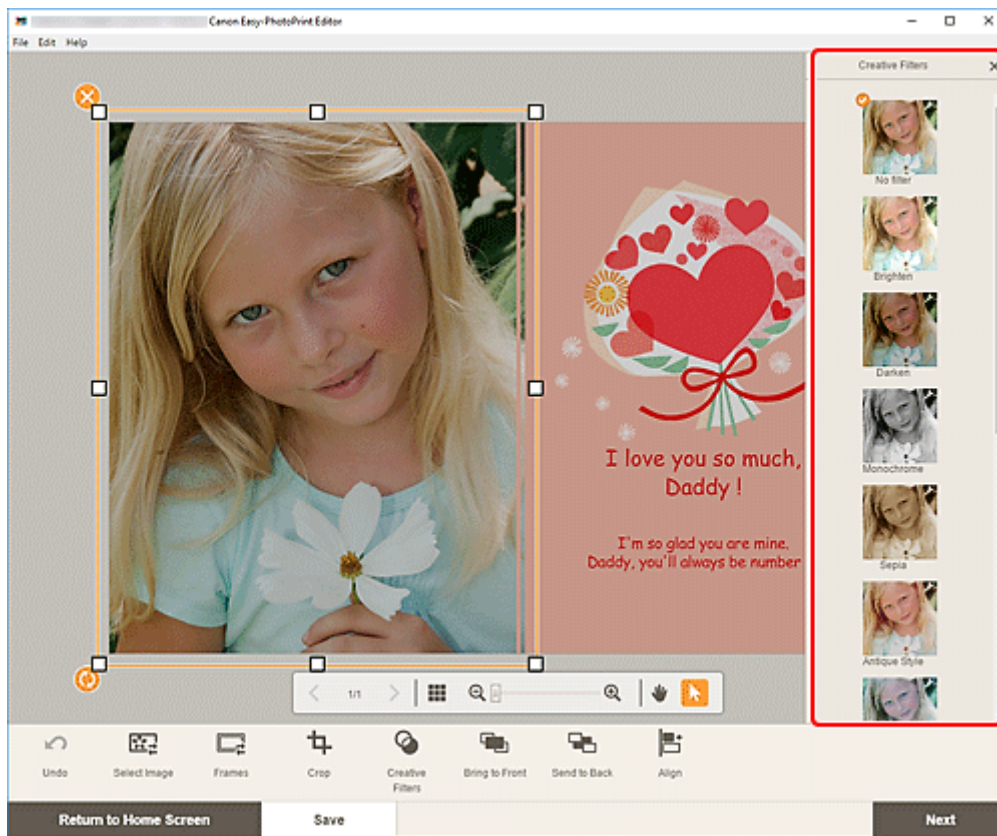 Canon Easy-PhotoPrint Editor
File Edit Help
Creative Filters
No filter
Brighten
Darken
Monochrome
Sepia
Antique Style
I love you so much,
Daddy !
I'm so glad you are mine.
Daddy, you'll always be number
1/1
Undo
Select Image
Frames
Crop
Creative
Filters
Bring to Front
Send to Back
Align
Return to Home Screen
Save
Next